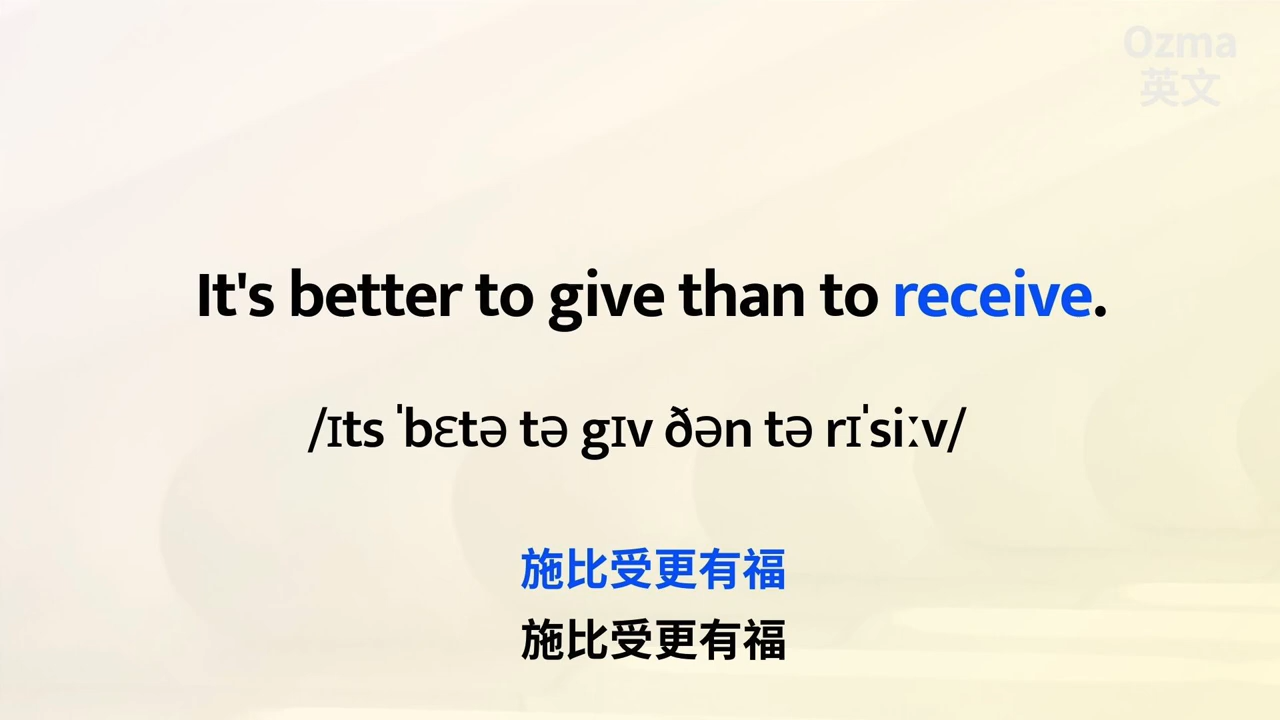 Ozma
英文
It's better to give than to receive.
/ɪts ˈbɛtə tə gɪv ðən tə rɪˈsiːv/
施比受更有福
施比受更有福